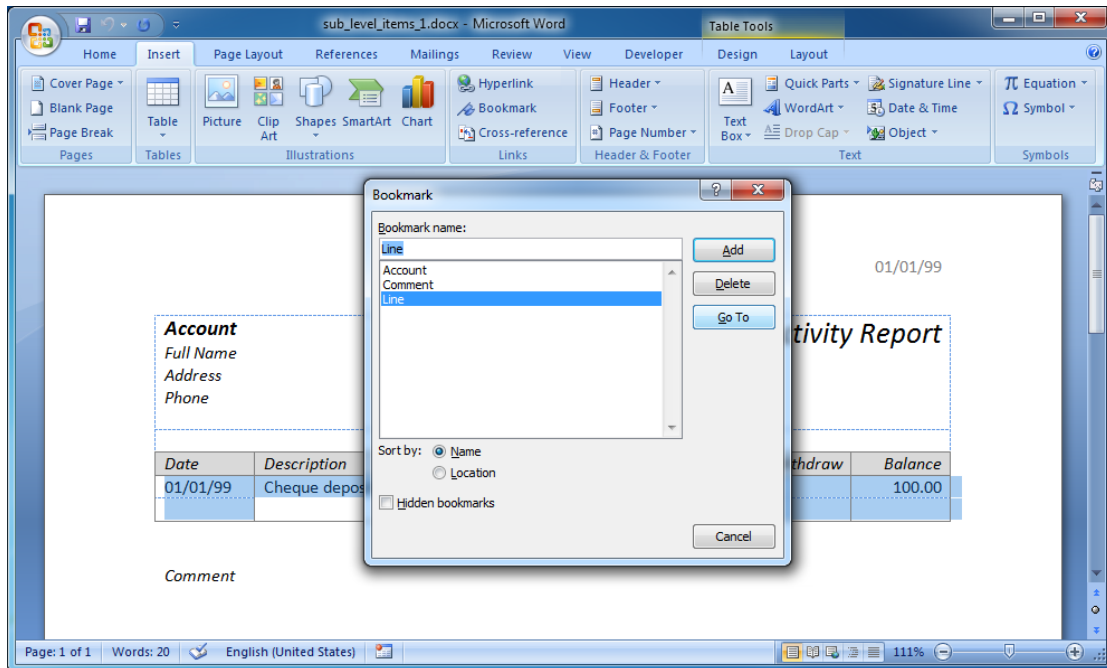 sub_level_items_1.docx - Microsoft Word
Table Tools
Home Insert Page Layout References Mailings Review View Developer Design Layout
Cover Page
Blank Page
Page Break
Pages
Table
Tables
Picture
Clip Art
Shapes
SmartArt
Chart
Illustrations
Hyperlink
Bookmark
Cross-reference
Links
Header
Footer
Page Number
Header & Footer
A
Text Box
Quick Parts
WordArt
Drop Cap
Signature Line
Date & Time
Object
Text
π Equation
Ω Symbol
Symbols
Bookmark
Bookmark name:
Line
Account
Comment
Line
Add
Delete
Go To
Sort by: Name
Location
Hidden bookmarks
Cancel
01/01/99
Account
tivity Report
Full Name
Address
Phone
Date Description thdraw Balance
01/01/99 Cheque depos 100.00
Comment
Page: 1 of 1 Words: 20 English (United States) 111%